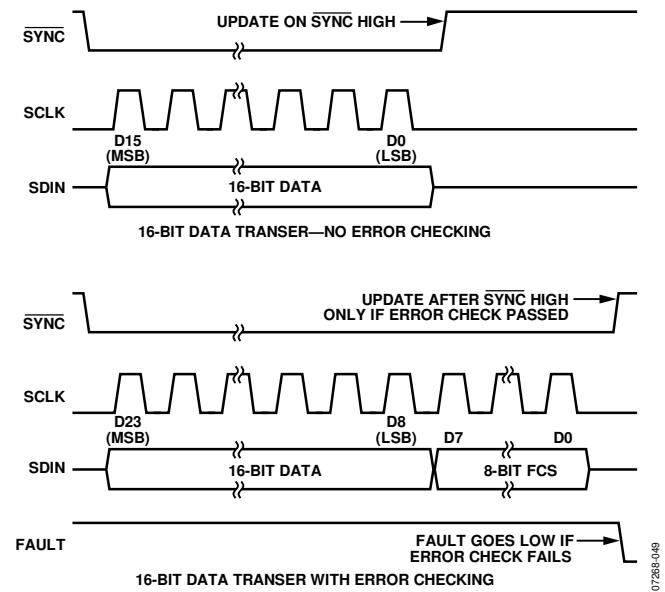 UPDATE ON SYNC HIGH
SYNC
SCLK
D15
(MSB)
D0
(LSB)
SDIN
16-BIT DATA
16-BIT DATA TRANSER—NO ERROR CHECKING
UPDATE AFTER SYNC HIGH
ONLY IF ERROR CHECK PASSED
SYNC
SCLK
D23
(MSB)
D8
(LSB)
D7
D0
SDIN
16-BIT DATA
8-BIT FCS
FAULT
FAULT GOES LOW IF
ERROR CHECK FAILS
16-BIT DATA TRANSER WITH ERROR CHECKING
07268-049